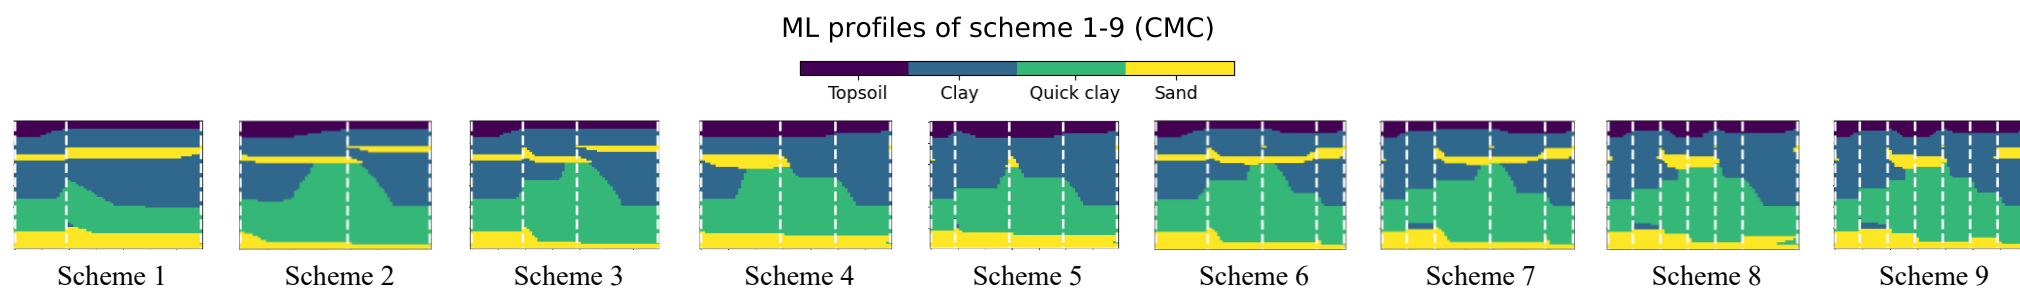 ML profiles of scheme 1-9 (CMC)
Topsoil Clay Quick clay Sand
Scheme 1 Scheme 2 Scheme 3 Scheme 4 Scheme 5 Scheme 6 Scheme 7 Scheme 8 Scheme 9